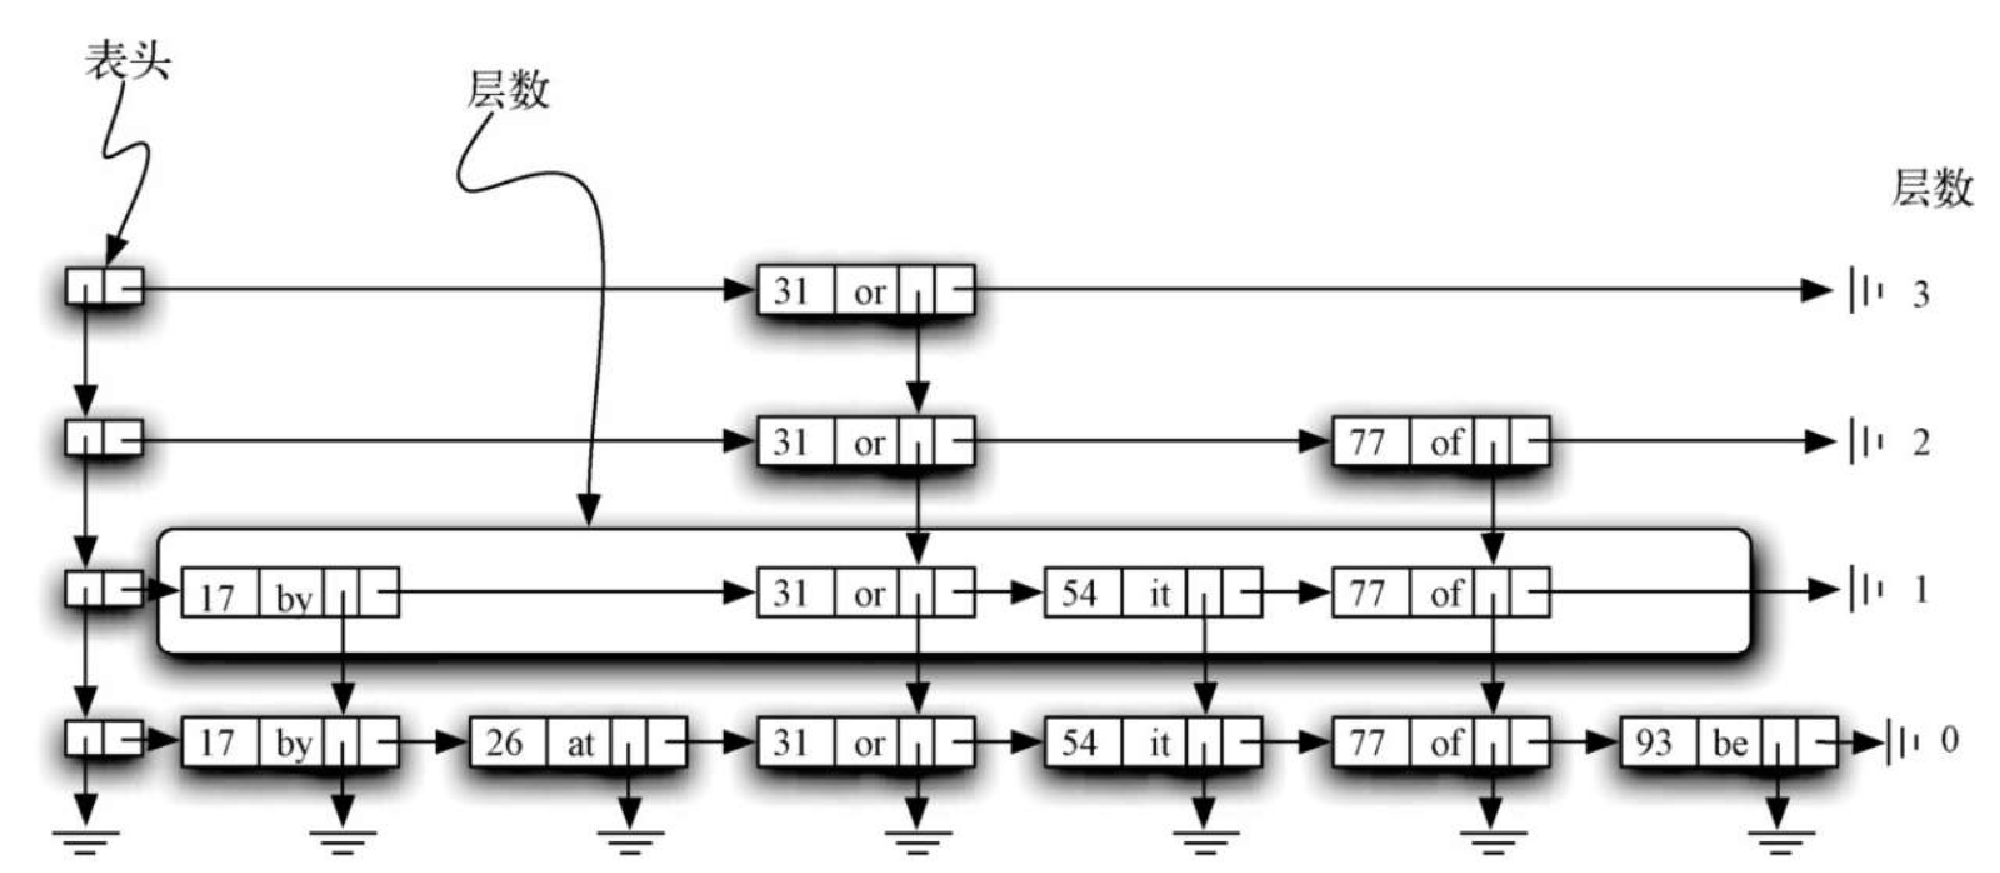 表头
层数
层数
31 or 3
31 or 77 of 2
17 by 31 or 54 it 77 of 1
17 by 26 at 31 or 54 it 77 of 93 be 0